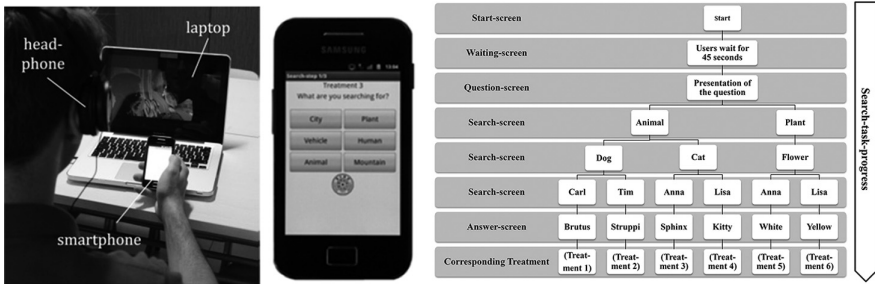 head-
phone
laptop
smartphone
SAMSUNG
Search-step 1/3
Treatment 3
What are you searching for?
City Plant
Vehicle Human
Animal Mountain
Start-screen
Start
Waiting-screen
Users wait for
45 seconds
Question-screen
Presentation of
the question
Search-screen
Animal Plant
Search-screen
Dog Cat Flower
Search-screen
Carl Tim Anna Lisa Anna Lisa
Answer-screen
Brutus Struppi Sphinx Kitty White Yellow
Corresponding Treatment
(Treat- (Treat- (Treat- (Treat- (Treat- (Treat-
ment 1) ment 2) ment 3) ment 4) ment 5) ment 6)
Search-task-progress